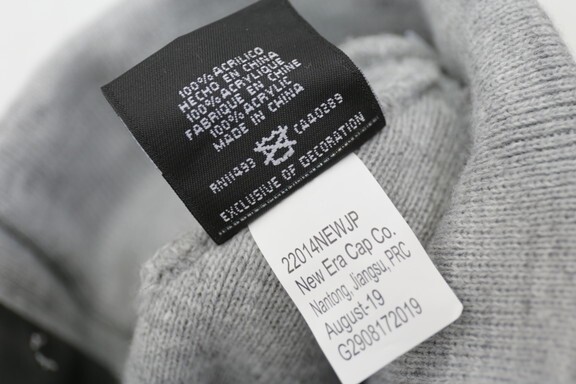 100% ACRILICO
HECHO EN CHINA
100% ACRYLIQUE
FABRIQUE EN CHINE
100% ACRYLIC
MADE IN CHINA
RN11493 CA40289
EXCLUSIVE OF DECORATION
22014NEWJP
New Era Cap Co.
Nantong, Jiangsu, PRC
August-19
G2908172019